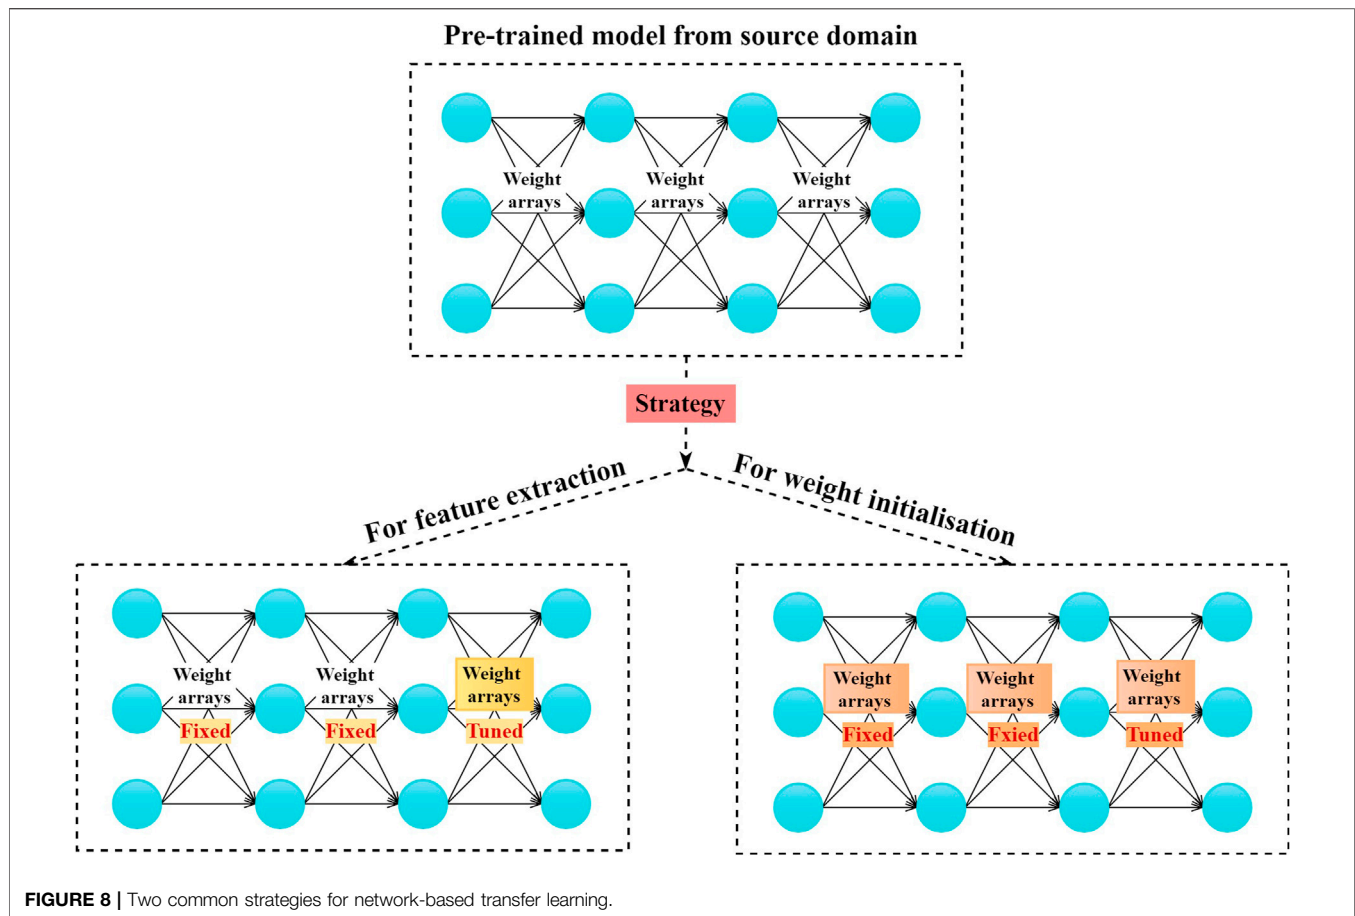 Pre-trained model from source domain
Weight
arrays
Weight
arrays
Weight
arrays
Strategy
For feature extraction
For weight initialisation
Weight
arrays
Fixed
Weight
arrays
Fixed
Weight
arrays
Tuned
Weight
arrays
Fixed
Weight
arrays
Fxied
Weight
arrays
Tuned
FIGURE 8 | Two common strategies for network-based transfer learning.